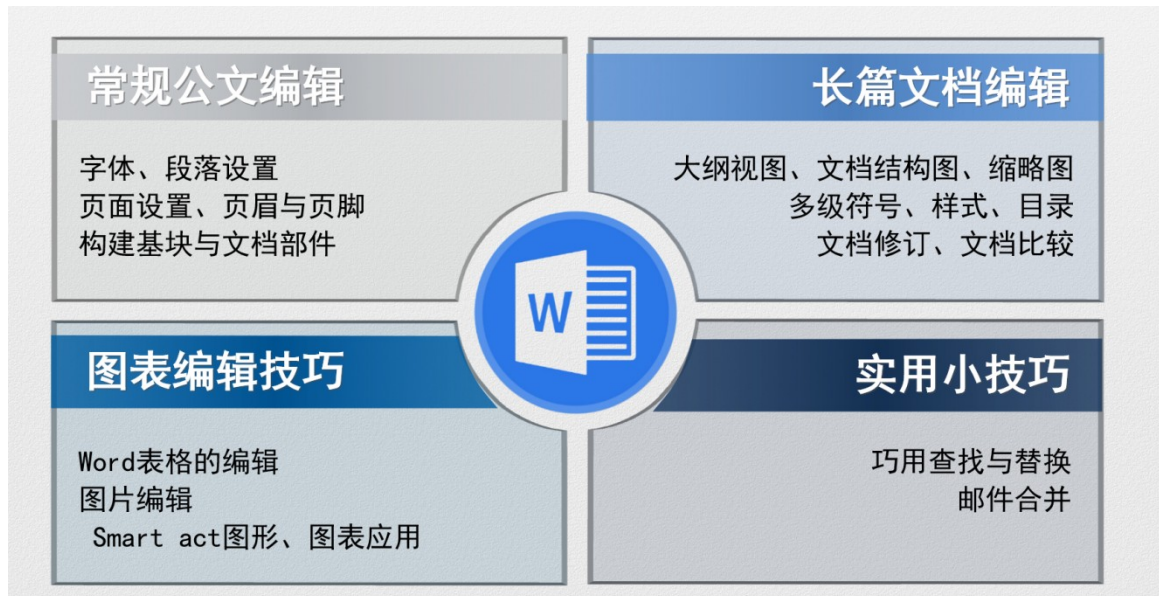 常规公文编辑
字体、段落设置
页面设置、页眉与页脚
构建基块与文档部件
长篇文档编辑
大纲视图、文档结构图、缩略图
多级符号、样式、目录
文档修订、文档比较
W
图表编辑技巧
Word表格的编辑
图片编辑
Smart act图形、图表应用
实用小技巧
巧用查找与替换
邮件合并